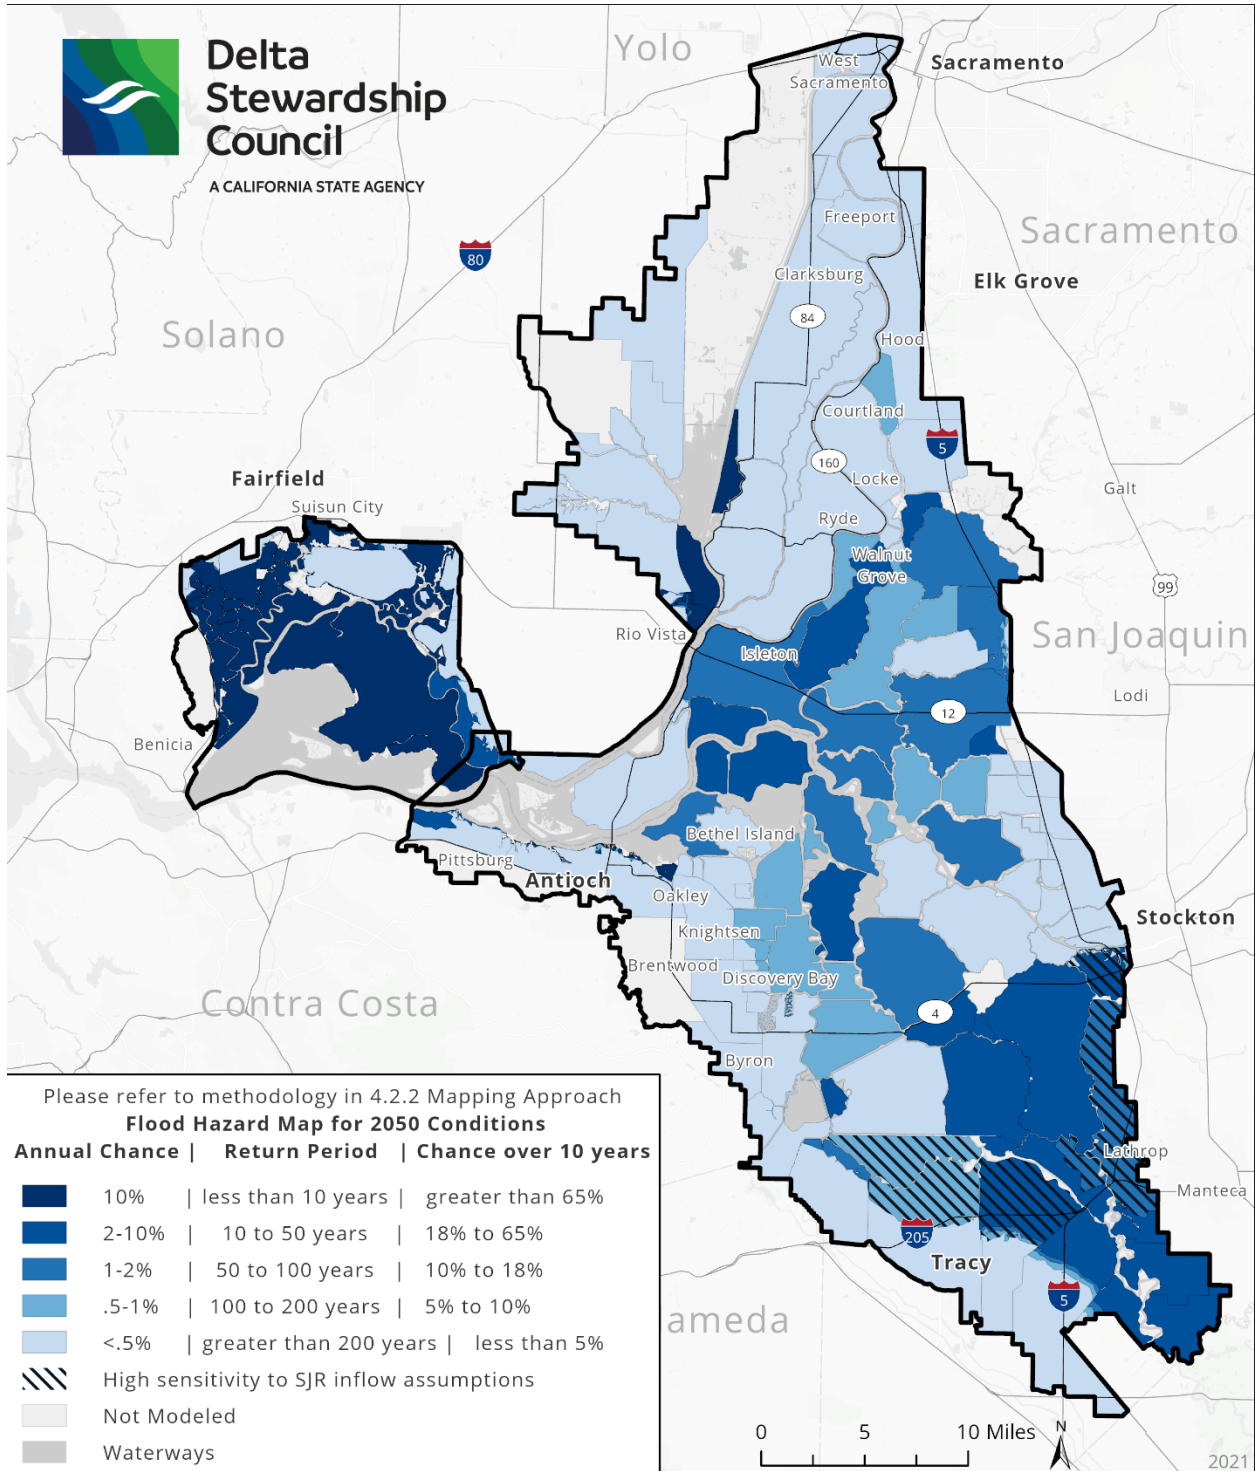 Delta
Stewardship
Council
A CALIFORNIA STATE AGENCY
Yolo
West
Sacramento
Sacramento
Freeport
Sacramento
80
Clarksburg
Elk Grove
84
Solano
Hood
Courtland
5
160
Locke
Fairfield
Suisun City
Galt
Ryde
Walnut
Grove
99
Rio Vista
Isleton
San Joaquin
Lodi
12
Benicia
Bethel Island
Pittsburg
Antioch
Oakley
Stockton
Knightsen
Brentwood
Discovery Bay
Contra Costa
4
Byron
Lathrop
Manteca
205
Tracy
5
ameda
Please refer to methodology in 4.2.2 Mapping Approach
Flood Hazard Map for 2050 Conditions
Annual Chance | Return Period | Chance over 10 years
10% | less than 10 years | greater than 65%
2-10% | 10 to 50 years | 18% to 65%
1-2% | 50 to 100 years | 10% to 18%
.5-1% | 100 to 200 years | 5% to 10%
<.5% | greater than 200 years | less than 5%
High sensitivity to SJR inflow assumptions
Not Modeled
Waterways
0 5 10 Miles
N
2021